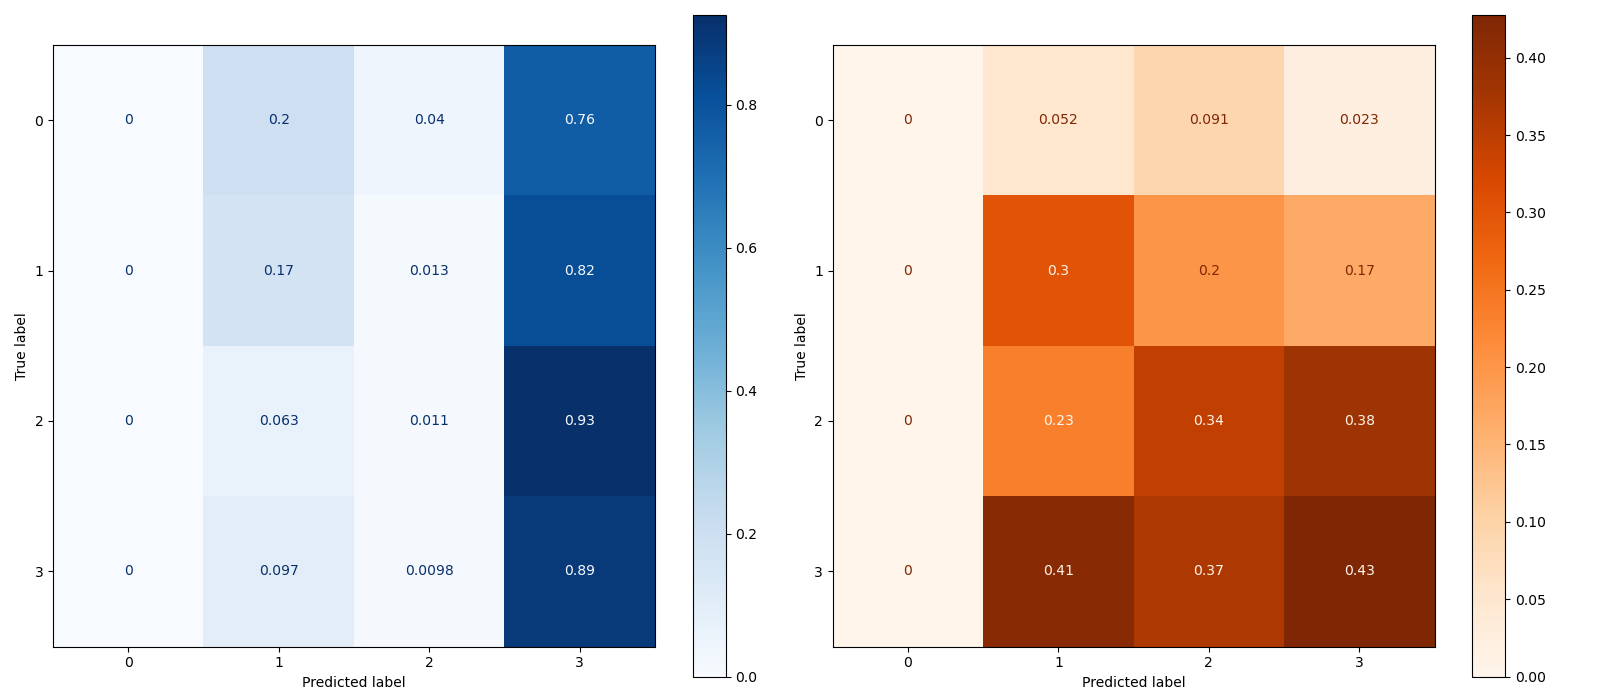 0 0 0.2 0.04 0.76
1 0 0.17 0.013 0.82
2 0 0.063 0.011 0.93
3 0 0.097 0.0098 0.89
0 1 2 3
Predicted label
True label
0.8
0.6
0.4
0.2
0.0
0 0 0.052 0.091 0.023
1 0 0.3 0.2 0.17
2 0 0.23 0.34 0.38
3 0 0.41 0.37 0.43
0 1 2 3
Predicted label
True label
0.40
0.35
0.30
0.25
0.20
0.15
0.10
0.05
0.00